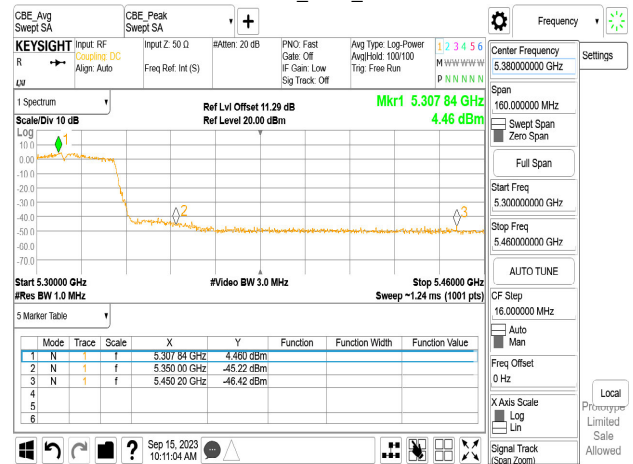 CBE_Avg
Swept SA
CBE_Peak
Swept SA
Frequency
KEYSIGHT
R
Input: RF
Coupling: DC
Align: Auto
Input Z: 50 Ω
Freq Ref: Int (S)
#Atten: 20 dB
PNO: Fast
Gate: Off
IF Gain: Low
Sig Track: Off
Avg Type: Log-Power
Avg|Hold: 100/100
Trig: Free Run
1 2 3 4 5 6
M W W W W W
P N N N N N
Center Frequency
5.380000000 GHz
Settings
Span
160.000000 MHz
Swept Span
Zero Span
Full Span
Start Freq
5.300000000 GHz
Stop Freq
5.460000000 GHz
AUTO TUNE
CF Step
16.000000 MHz
Auto
Man
Freq Offset
0 Hz
X Axis Scale
Log
Lin
Signal Track
(Span Zoom)
Local
Prototype
Limited
Sale
Allowed
1 Spectrum
Scale/Div 10 dB
Ref Lvl Offset 11.29 dB
Ref Level 20.00 dBm
Mkr1 5.307 84 GHz
4.46 dBm
Log
10.0
0.00
-10.0
-20.0
-30.0
-40.0
-50.0
-60.0
-70.0
1
2
3
Start 5.30000 GHz
#Res BW 1.0 MHz
#Video BW 3.0 MHz
Stop 5.46000 GHz
Sweep ~1.24 ms (1001 pts)
5 Marker Table
Mode Trace Scale X Y Function Function Width Function Value
1 N 1 f 5.307 84 GHz 4.460 dBm
2 N 1 f 5.350 00 GHz -45.22 dBm
3 N 1 f 5.450 20 GHz -46.42 dBm
4
5
6
Sep 15, 2023
10:11:04 AM